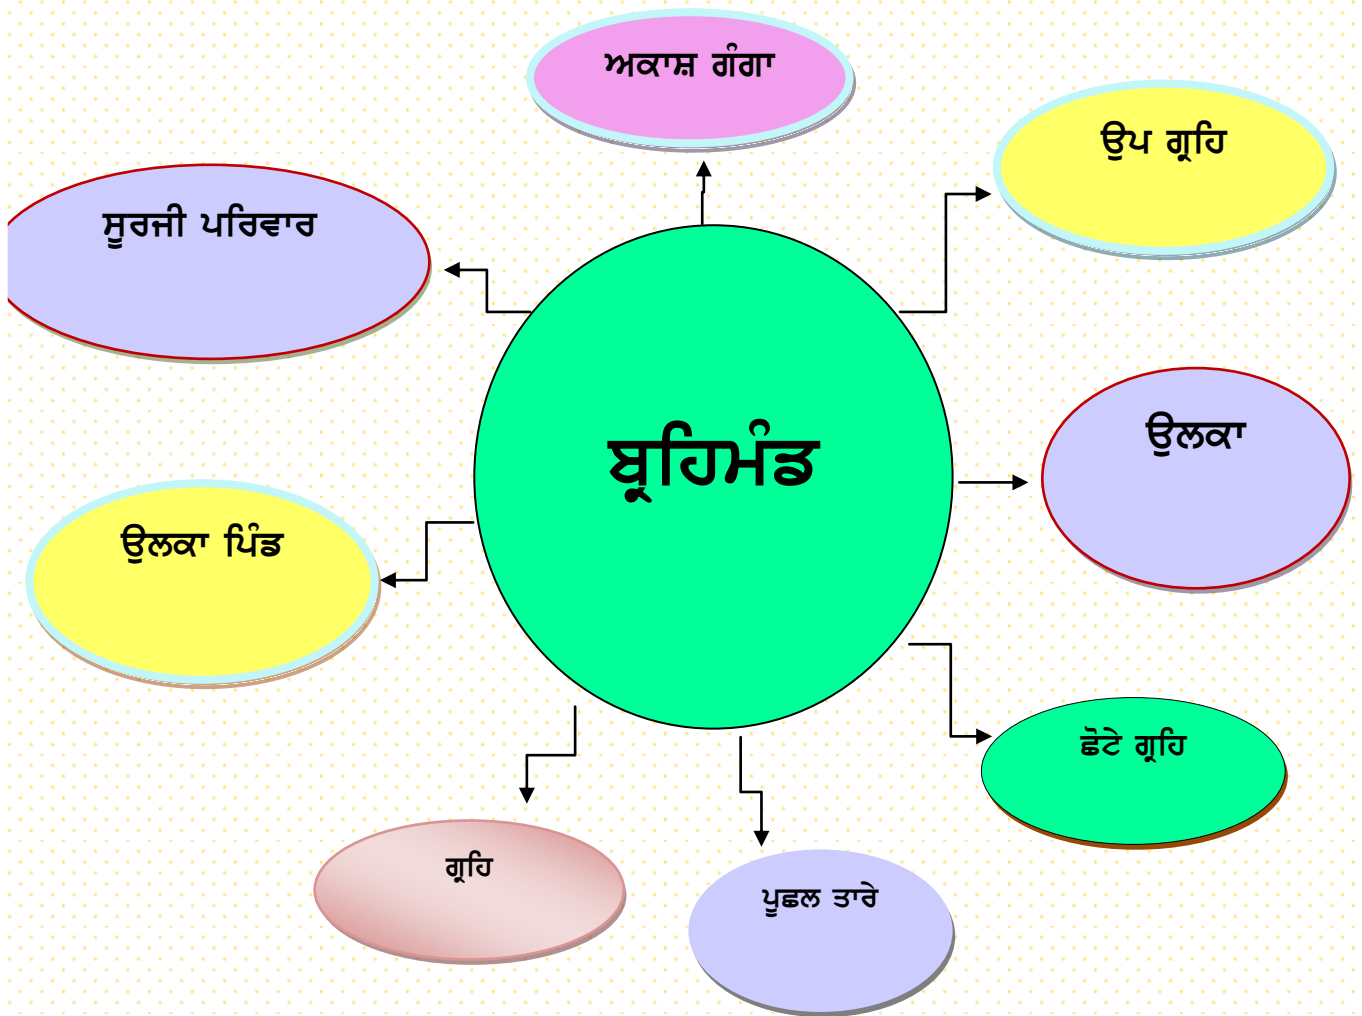 ਅਕਾਸ਼ ਗੰਗਾ
ਉਪ ਗ੍ਰਹਿ
ਸੂਰਜੀ ਪਰਿਵਾਰ
ਉਲਕਾ
ਬ੍ਰਹਿਮੰਡ
ਉਲਕਾ ਪਿੰਡ
ਛੋਟੇ ਗ੍ਰਹਿ
ਗ੍ਰਹਿ
ਪੂਛਲ ਤਾਰੇ